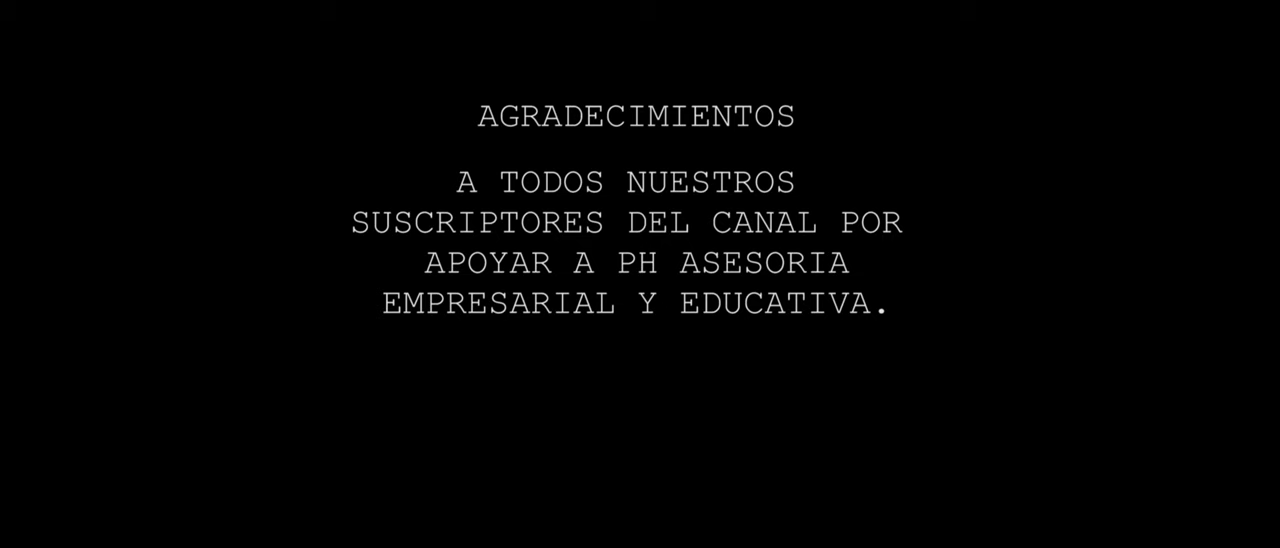 AGRADECIMIENTOS
A TODOS NUESTROS
SUSCRIPTORES DEL CANAL POR
APOYAR A PH ASESORIA
EMPRESARIAL Y EDUCATIVA.